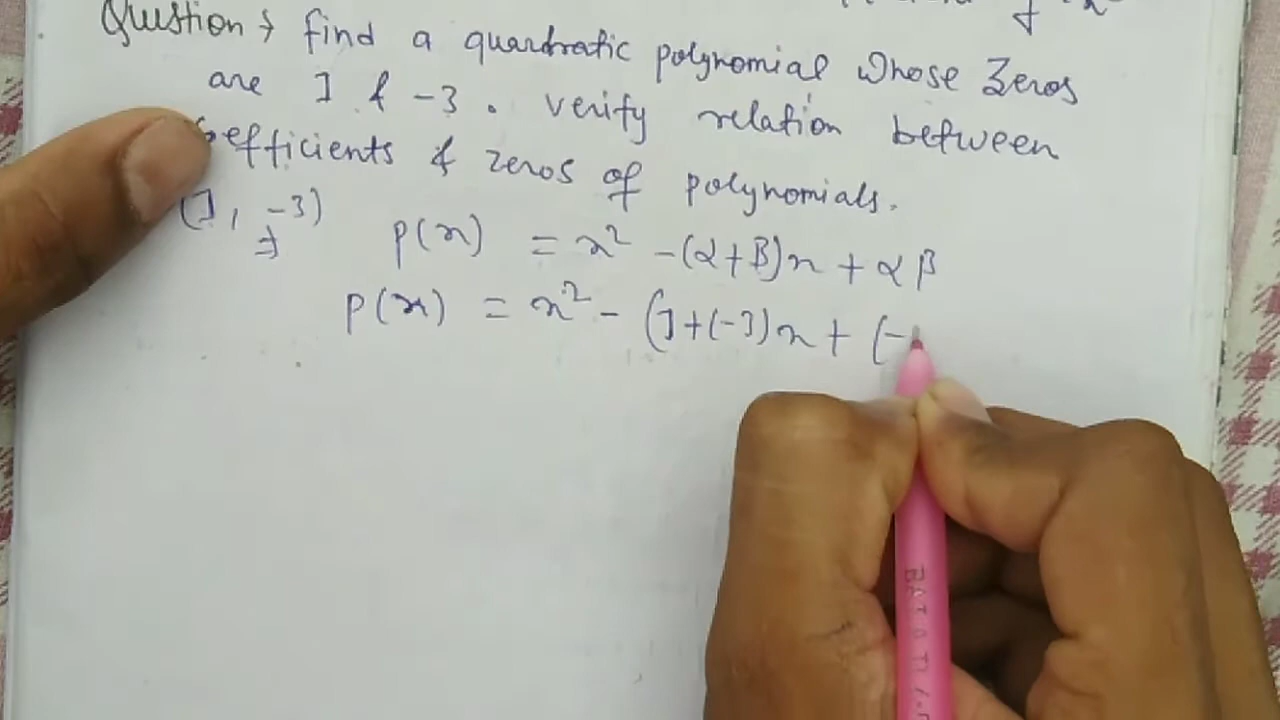 Question → find a quardratic polynomial whose zeros
are 1 & -3. verify relation between
efficients & zeros of polynomials.
(1, -3)
p(x) = x² - (α+β)x + αβ
p(x) = x² - (1+(-3)x + (-